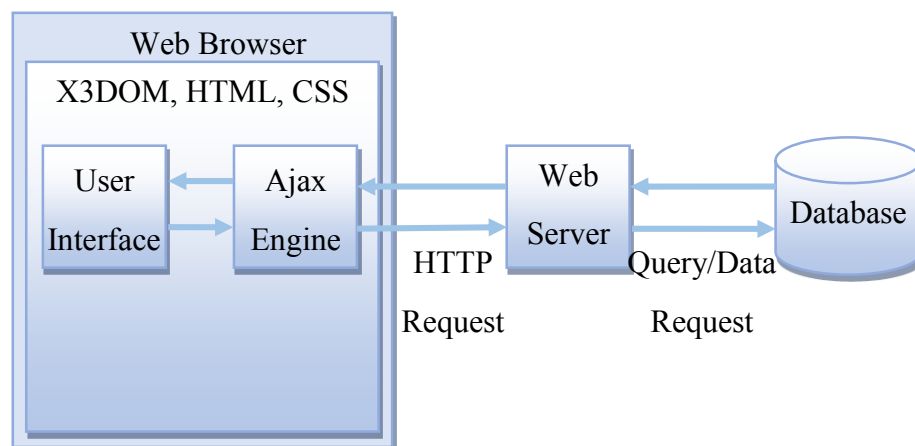 Web Browser
X3DOM, HTML, CSS
User
Interface
Ajax
Engine
Web
Server
Database
HTTP
Request
Query/Data
Request